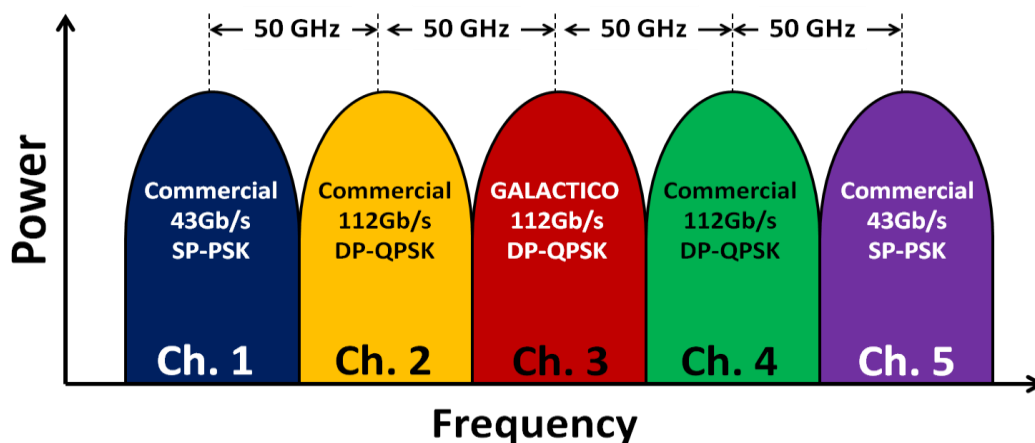 50 GHz 50 GHz 50 GHz 50 GHz
Power
Commercial
43Gb/s
SP-PSK
Ch. 1
Commercial
112Gb/s
DP-QPSK
Ch. 2
GALACTICO
112Gb/s
DP-QPSK
Ch. 3
Commercial
112Gb/s
DP-QPSK
Ch. 4
Commercial
43Gb/s
SP-PSK
Ch. 5
Frequency